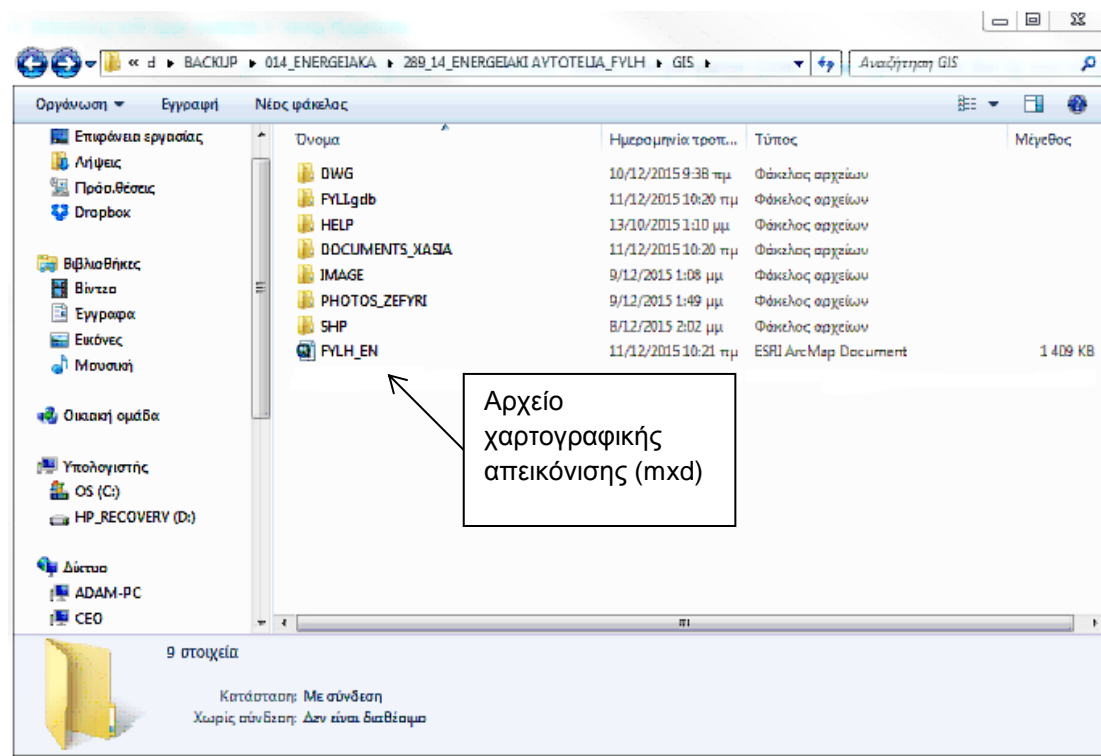 « d ▸ BACKUP ▸ 014_ENERGEIAKA ▸ 289_14_ENERGEIAKI AYTOTELIA_FYLH ▸ GIS ▸
Αναζήτηση GIS
Οργάνωση Εγγραφή Νέος φάκελος
Επιφάνεια εργασίας
Λήψεις
Πρόσ.θέσεις
Dropbox
Βιβλιοθήκες
Βίντεο
Έγγραφα
Εικόνες
Μουσική
Οικιακή ομάδα
Υπολογιστής
OS (C:)
HP_RECOVERY (D:)
Δίκτυο
ADAM-PC
CEO
Όνομα Ημερομηνία τροπ... Τύπος Μέγεθος
DWG 10/12/2015 9:38 πμ Φάκελος αρχείων
FYLI.gdb 11/12/2015 10:20 πμ Φάκελος αρχείων
HELP 13/10/2015 1:10 μμ Φάκελος αρχείων
DOCUMENTS_XASIA 11/12/2015 10:20 πμ Φάκελος αρχείων
IMAGE 9/12/2015 1:08 μμ Φάκελος αρχείων
PHOTOS_ZEFYRI 9/12/2015 1:49 μμ Φάκελος αρχείων
SHP 8/12/2015 2:02 μμ Φάκελος αρχείων
FYLH_EN 11/12/2015 10:21 πμ ESRI ArcMap Document 1 409 KB
Αρχείο
χαρτογραφικής
απεικόνισης (mxd)
9 στοιχεία
Κατάσταση: Με σύνδεση
Χωρίς σύνδεση: Δεν είναι διαθέσιμο